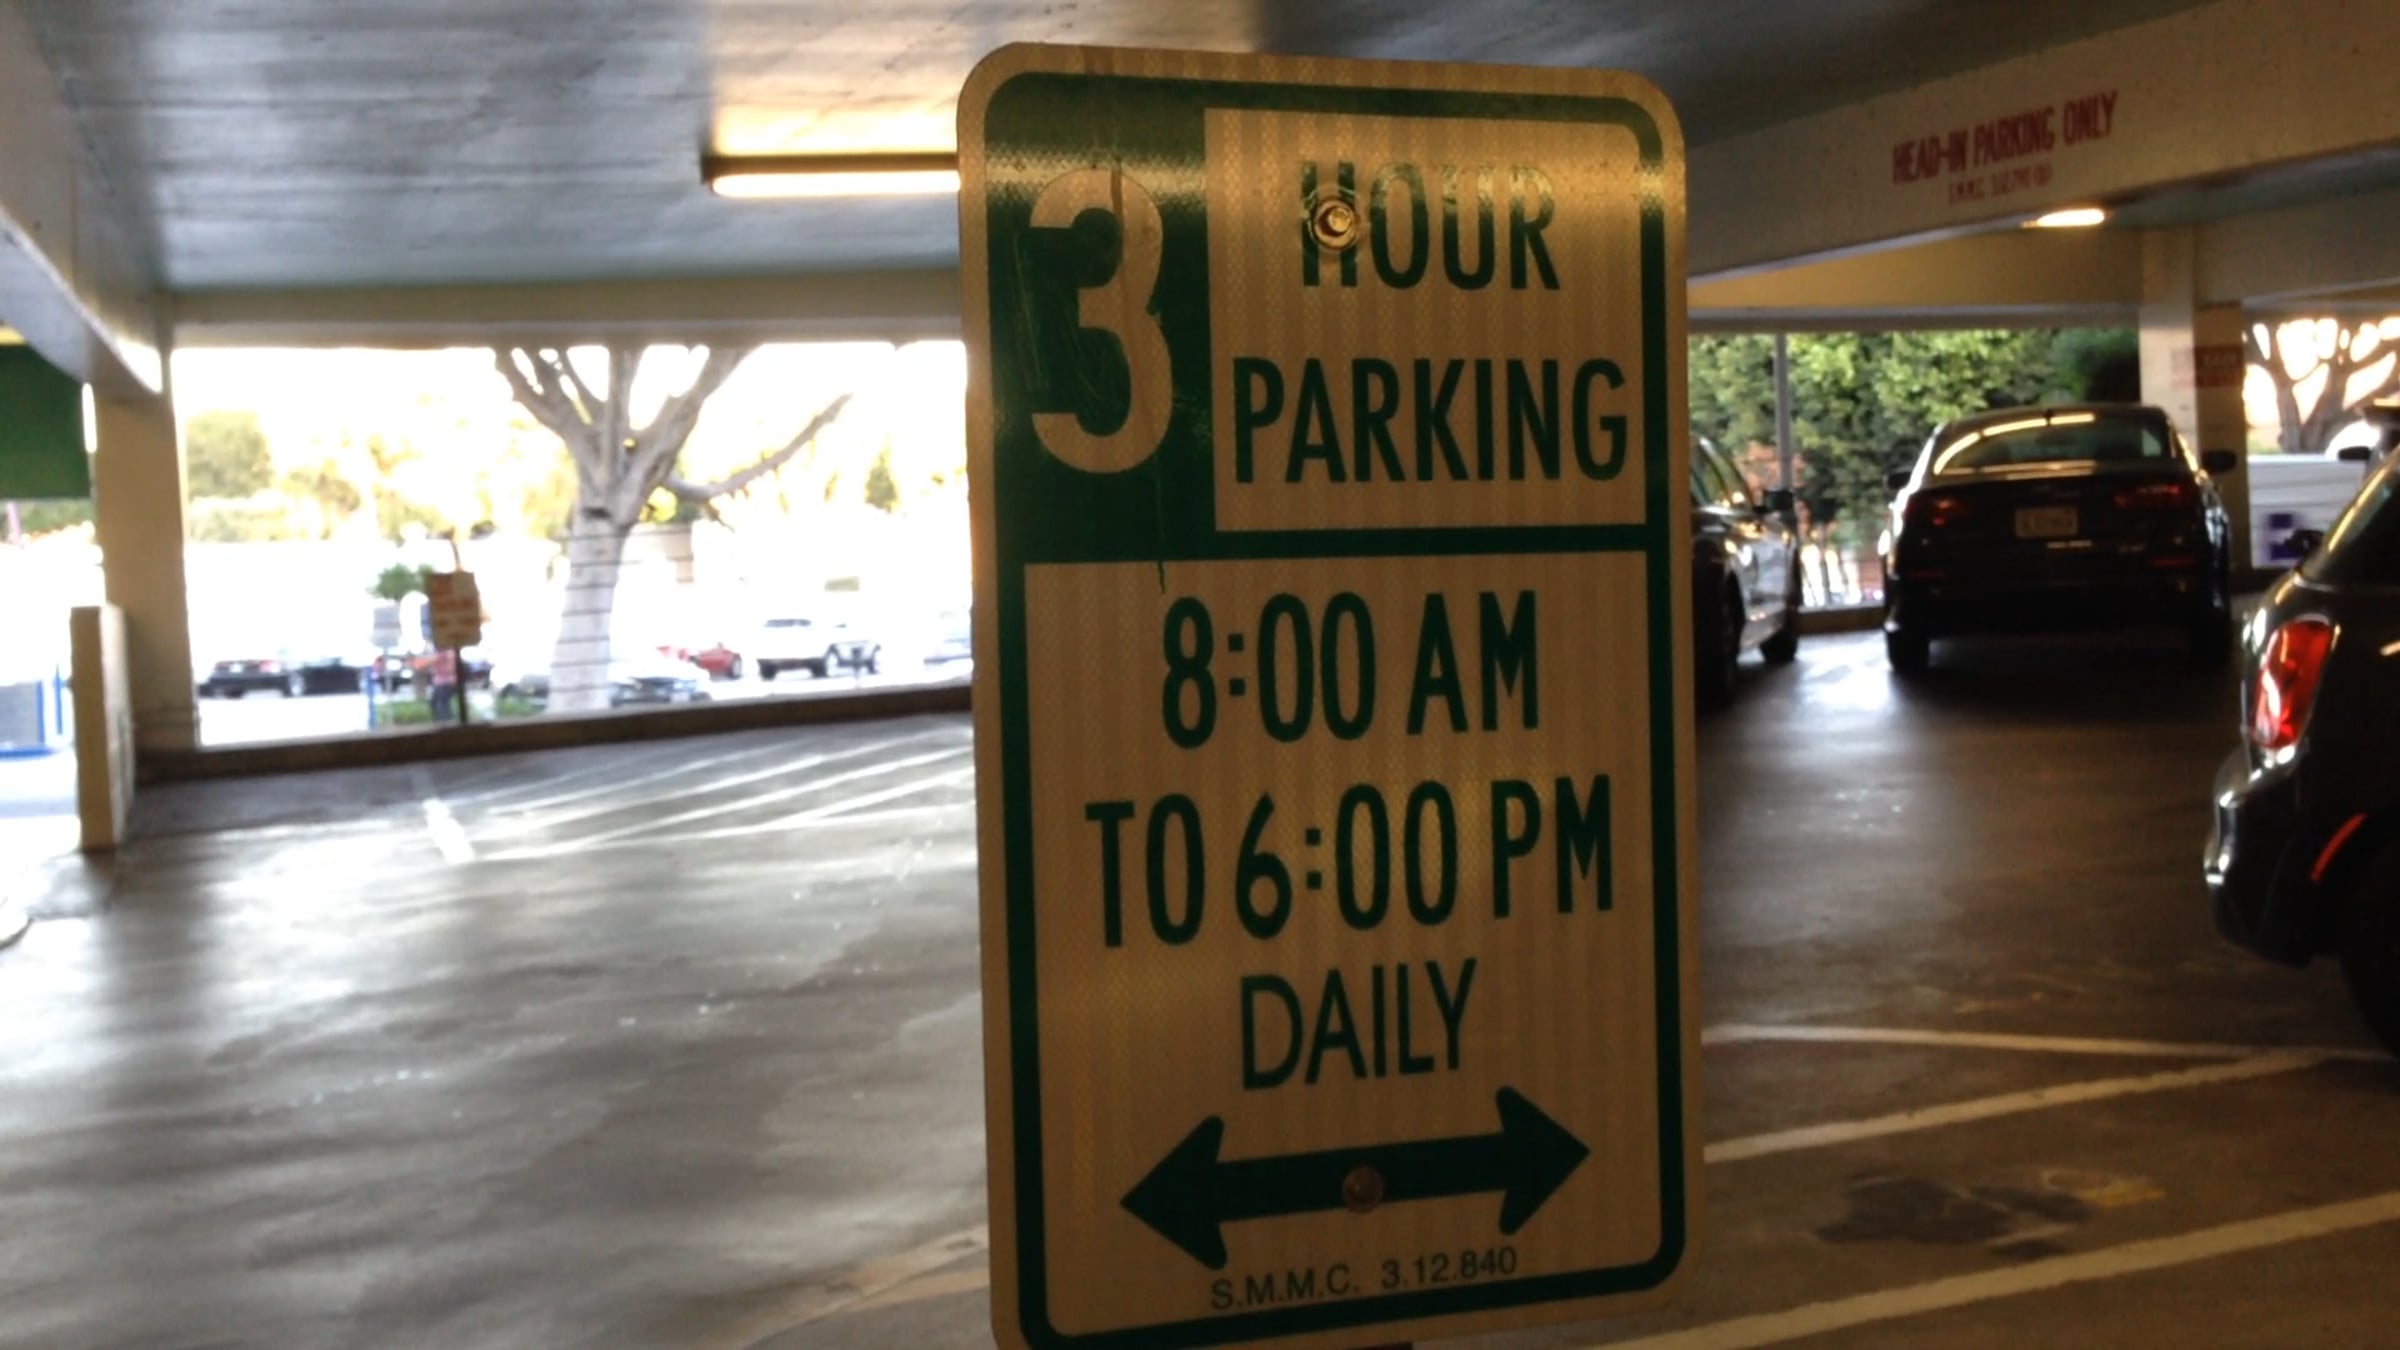 3 HOUR
PARKING
8:00 AM
TO 6:00 PM
DAILY
S.M.M.C. 3.12.840
HEAD-IN PARKING ONLY